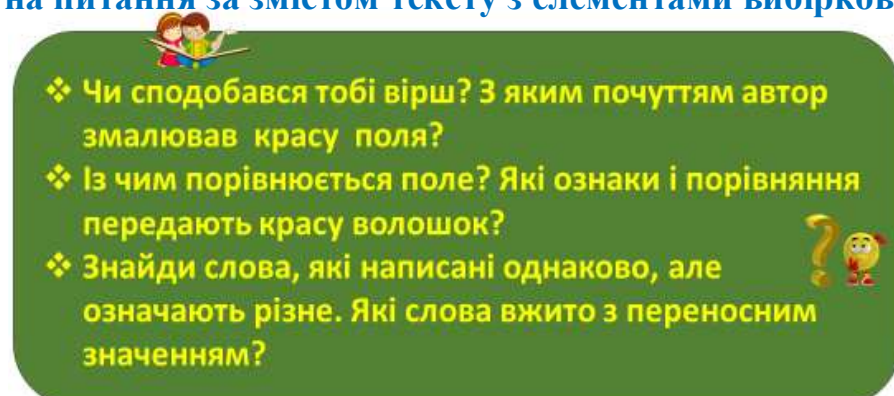 на питання за змістом тексту з елементами вибірков
❖ Чи сподобався тобі вірш? З яким почуттям автор
змалював красу поля?
❖ Із чим порівнюється поле? Які ознаки і порівняння
передають красу волошок?
❖ Знайди слова, які написані однаково, але
означають різне. Які слова вжито з переносним
значенням?